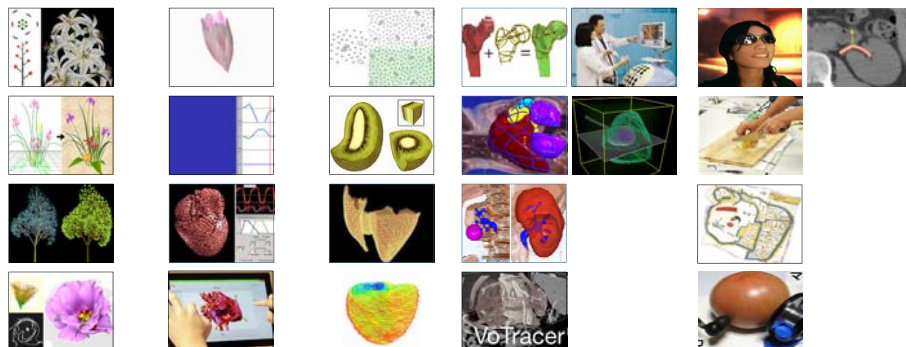 +
=
VoTracer